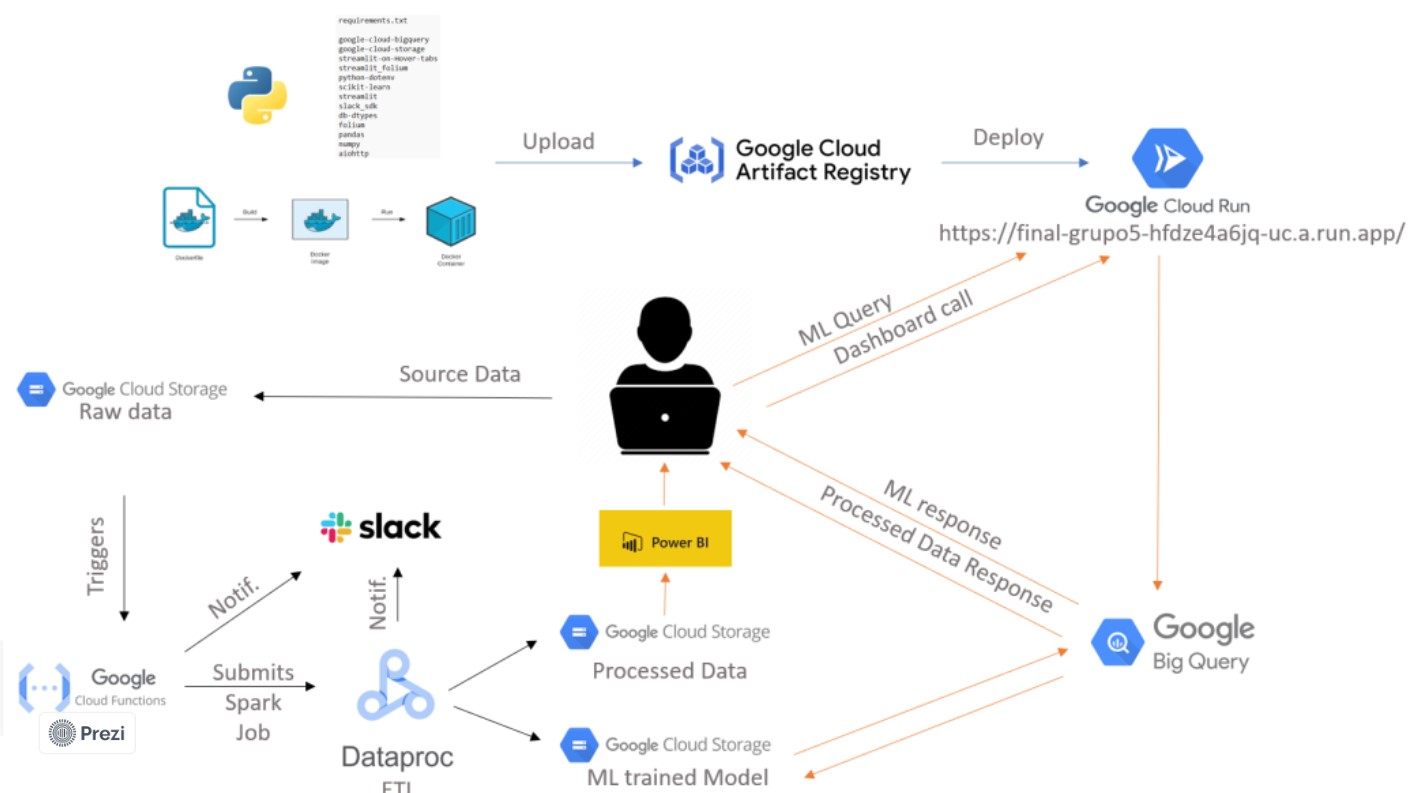 requirements.txt
google-cloud-bigquery
google-cloud-storage
streamlit-on-Hover-tabs
streamlit_folium
python-dotenv
scikit-learn
streamlit
slack_sdk
db-dtypes
folium
pandas
numpy
aiohttp
Upload
Google Cloud
Artifact Registry
Deploy
Google Cloud Run
https://final-grupo5-hfdze4a6jq-uc.a.run.app/
Build
Run
Dockerfile
Docker
Image
Docker
Container
ML Query
Dashboard call
Source Data
Google Cloud Storage
Raw data
Triggers
slack
Notif.
Notif.
Power BI
ML response
Processed Data Response
Google Cloud Storage
Processed Data
Google
Big Query
Google
Cloud Functions
Prezi
Submits
Spark
Job
Dataproc
ETL
Google Cloud Storage
ML trained Model